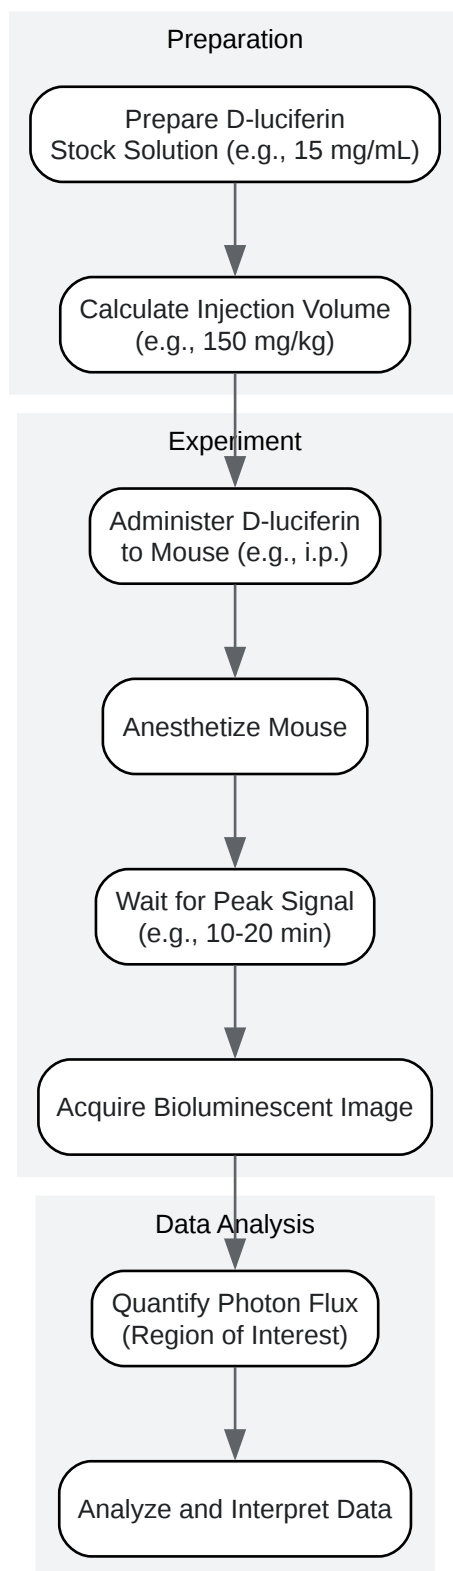 Preparation
Prepare D-luciferin
Stock Solution (e.g., 15 mg/mL)
Calculate Injection Volume
(e.g., 150 mg/kg)
Experiment
Administer D-luciferin
to Mouse (e.g., i.p.)
Anesthetize Mouse
Wait for Peak Signal
(e.g., 10-20 min)
Acquire Bioluminescent Image
Data Analysis
Quantify Photon Flux
(Region of Interest)
Analyze and Interpret Data